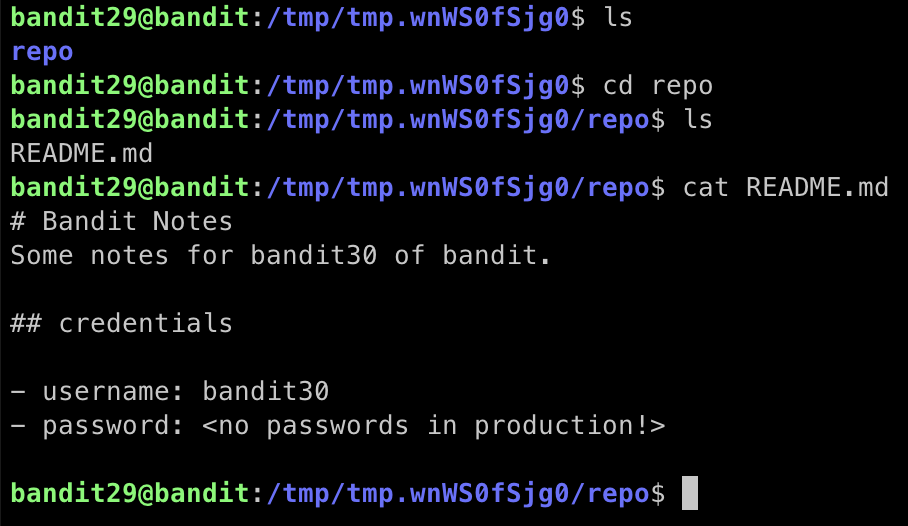 bandit29@bandit:/tmp/tmp.wnWS0fSjg0$ ls
repo
bandit29@bandit:/tmp/tmp.wnWS0fSjg0$ cd repo
bandit29@bandit:/tmp/tmp.wnWS0fSjg0/repo$ ls
README.md
bandit29@bandit:/tmp/tmp.wnWS0fSjg0/repo$ cat README.md
# Bandit Notes
Some notes for bandit30 of bandit.
## credentials
- username: bandit30
- password: <no passwords in production!>
bandit29@bandit:/tmp/tmp.wnWS0fSjg0/repo$